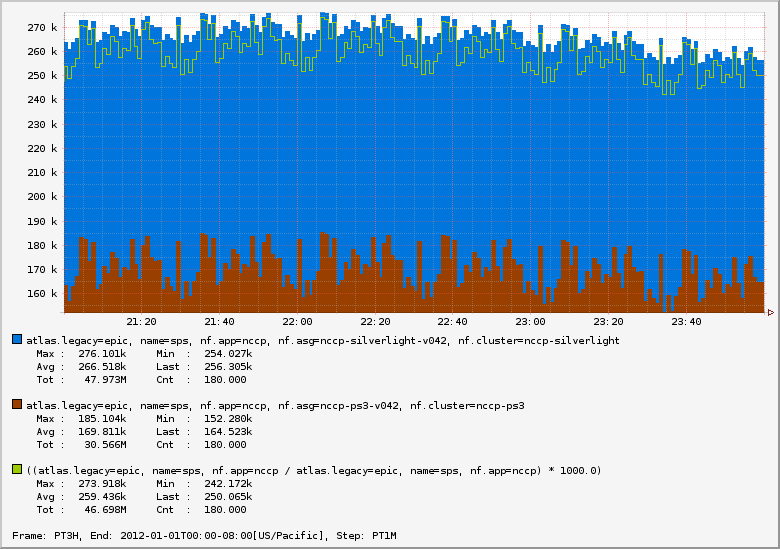 270 k
260 k
250 k
240 k
230 k
220 k
210 k
200 k
190 k
180 k
170 k
160 k
21:20 21:40 22:00 22:20 22:40 23:00 23:20 23:40
atlas.legacy=epic, name=sps, nf.app=nccp, nf.asg=nccp-silverlight-v042, nf.cluster=nccp-silverlight
Max : 276.101k Min : 254.027k
Avg : 266.518k Last : 256.305k
Tot : 47.973M Cnt : 180.000
atlas.legacy=epic, name=sps, nf.app=nccp, nf.asg=nccp-ps3-v042, nf.cluster=nccp-ps3
Max : 185.104k Min : 152.280k
Avg : 169.811k Last : 164.523k
Tot : 30.566M Cnt : 180.000
((atlas.legacy=epic, name=sps, nf.app=nccp / atlas.legacy=epic, name=sps, nf.app=nccp) * 1000.0)
Max : 273.918k Min : 242.172k
Avg : 259.436k Last : 250.065k
Tot : 46.698M Cnt : 180.000
Frame: PT3H, End: 2012-01-01T00:00-08:00[US/Pacific], Step: PT1M